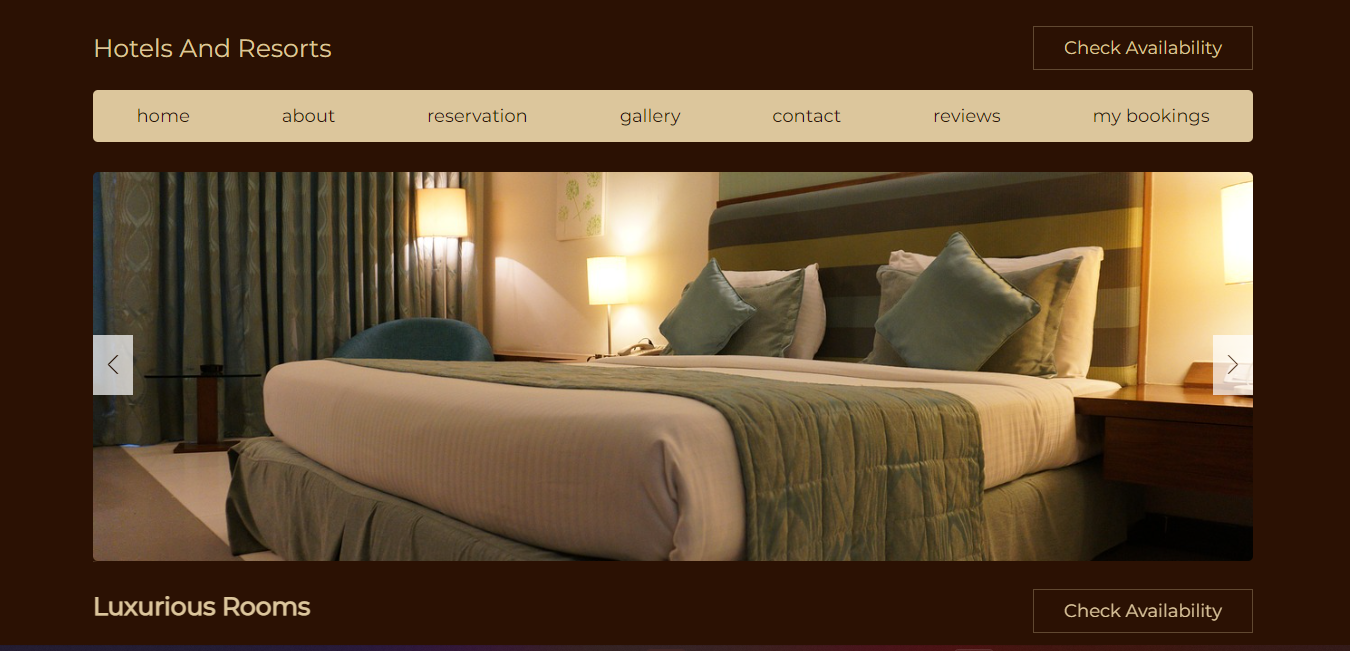 Hotels And Resorts
Check Availability
home about reservation gallery contact reviews my bookings
Luxurious Rooms
Check Availability